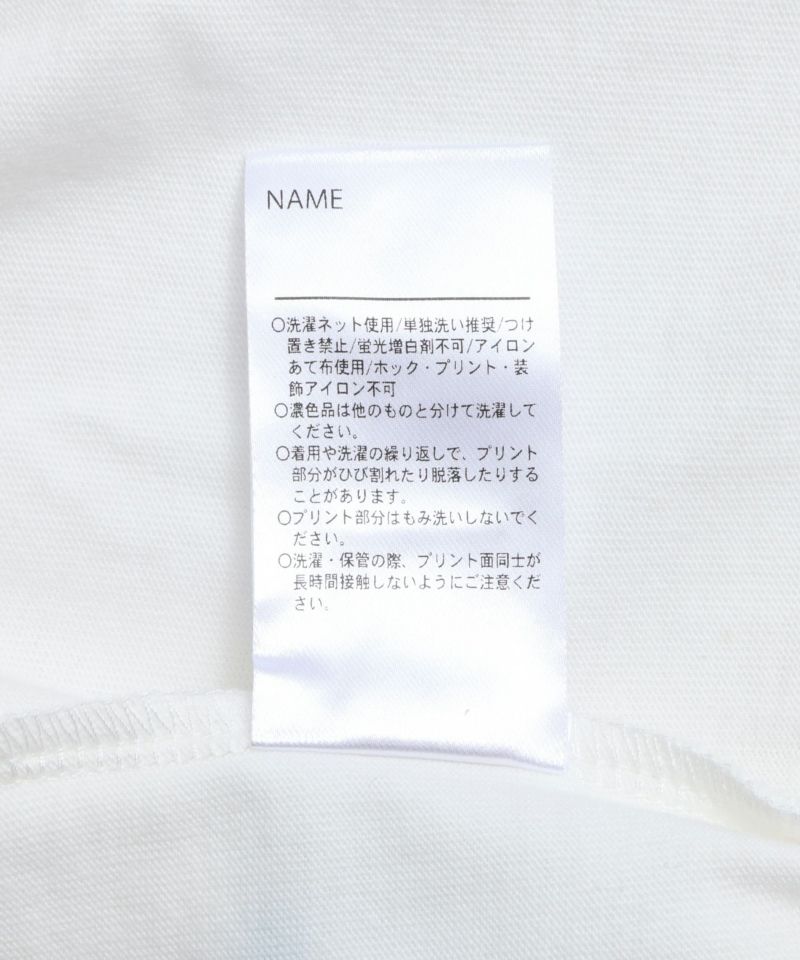 NAME
○洗濯ネット使用/単独洗い推奨/つけ
置き禁止/蛍光増白剤不可/アイロン
あて布使用/ホック・プリント・装
飾アイロン不可
○濃色品は他のものと分けて洗濯して
ください。
○着用や洗濯の繰り返しで、プリント
部分がひび割れたり脱落したりする
ことがあります。
○プリント部分はもみ洗いしないでく
ださい。
○洗濯・保管の際、プリント面同士が
長時間接触しないようにご注意くだ
さい。